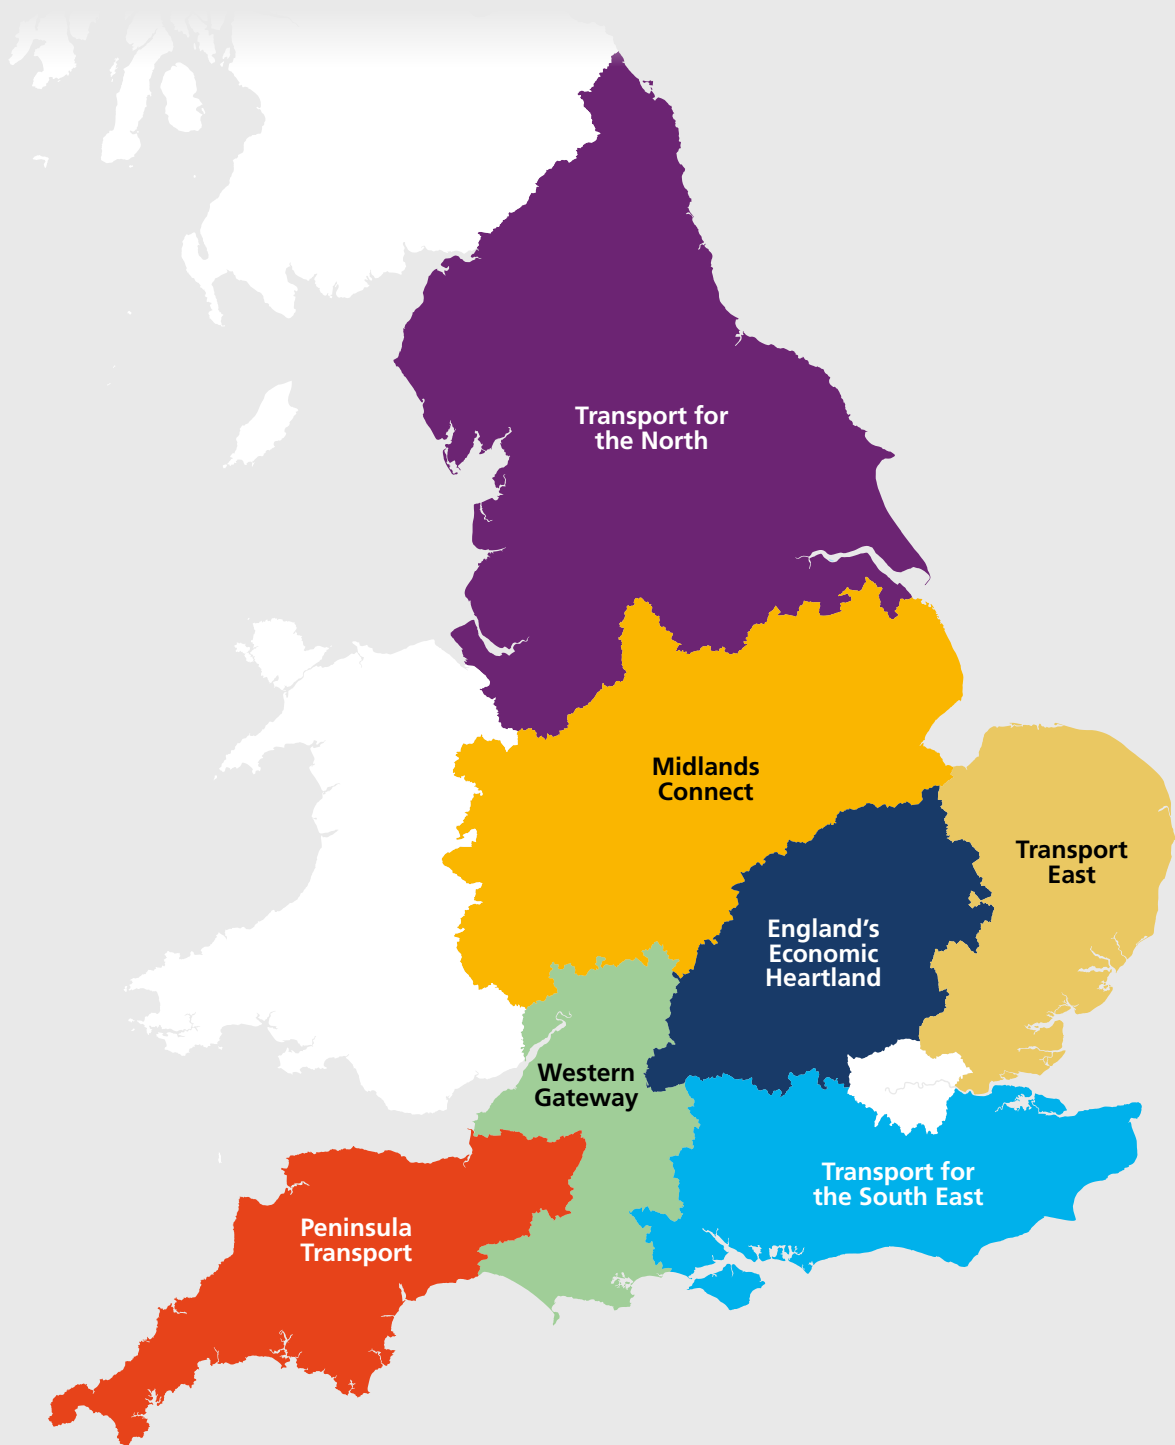 Transport for
the North
Midlands
Connect
Transport
East
England’s
Economic
Heartland
Western
Gateway
Transport for
the South East
Peninsula
Transport